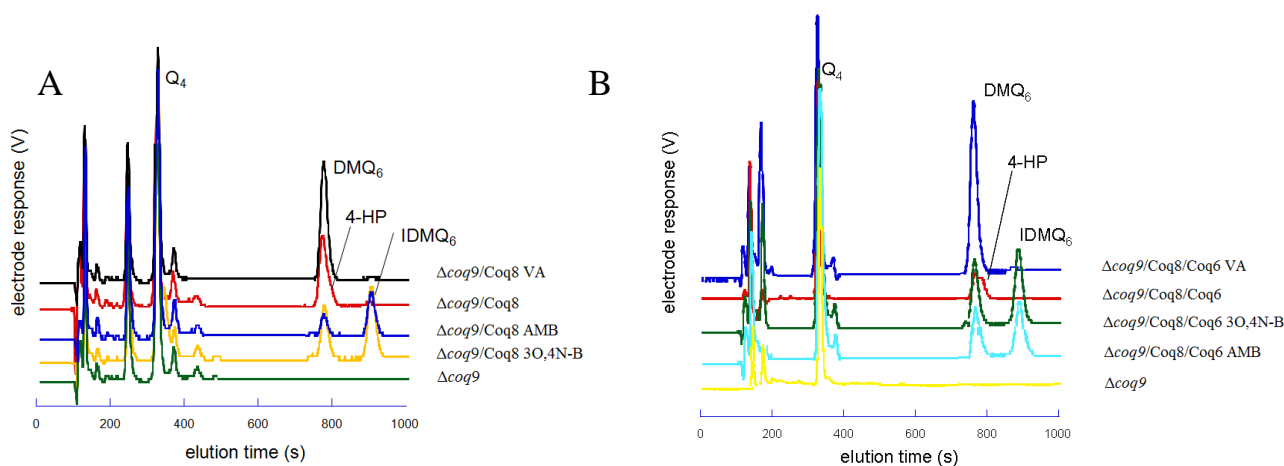 A
Q₄
DMQ₆
4-HP
IDMQ₆
electrode response (V)
Δcoq9/Coq8 VA
Δcoq9/Coq8
Δcoq9/Coq8 AMB
Δcoq9/Coq8 3O,4N-B
Δcoq9
0 200 400 600 800 1000
elution time (s)
B
Q₄
DMQ₆
4-HP
IDMQ₆
electrode response (V)
Δcoq9/Coq8/Coq6 VA
Δcoq9/Coq8/Coq6
Δcoq9/Coq8/Coq6 3O,4N-B
Δcoq9/Coq8/Coq6 AMB
Δcoq9
0 200 400 600 800 1000
elution time (s)